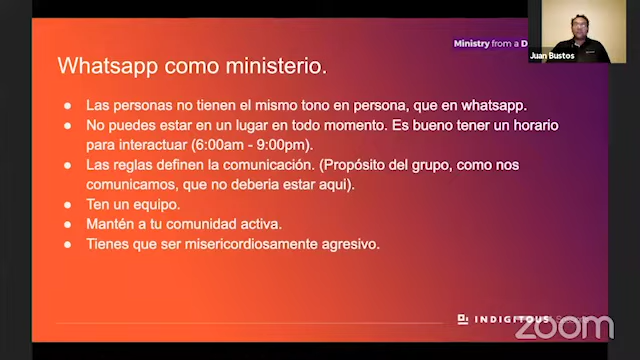 Ministry from a D
Juan Bustos
Whatsapp como ministerio.
● Las personas no tienen el mismo tono en persona, que en whatsapp.
● No puedes estar en un lugar en todo momento. Es bueno tener un horario
para interactuar (6:00am - 9:00pm).
● Las reglas definen la comunicación. (Propósito del grupo, como nos
comunicamos, que no deberia estar aqui).
● Ten un equipo.
● Mantén a tu comunidad activa.
● Tienes que ser misericordiosamente agresivo.
INDIGITOUS
zoom